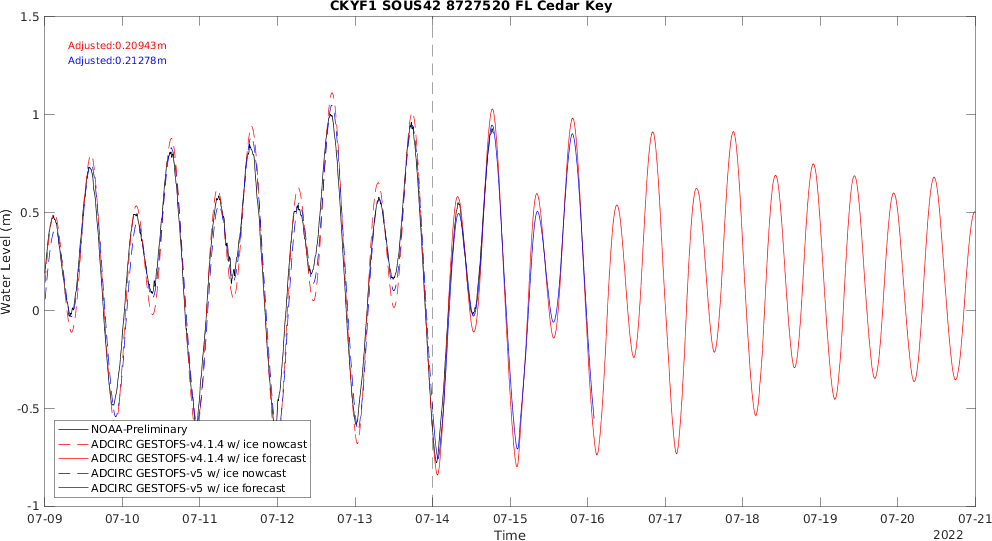 CKYF1 SOUS42 8727520 FL Cedar Key
1.5
1
0.5
0
-0.5
-1
Water Level (m)
Adjusted:0.20943m
Adjusted:0.21278m
NOAA-Preliminary
ADCIRC GESTOFS-v4.1.4 w/ ice nowcast
ADCIRC GESTOFS-v4.1.4 w/ ice forecast
ADCIRC GESTOFS-v5 w/ ice nowcast
ADCIRC GESTOFS-v5 w/ ice forecast
07-09 07-10 07-11 07-12 07-13 07-14 07-15 07-16 07-17 07-18 07-19 07-20 07-21
Time
2022